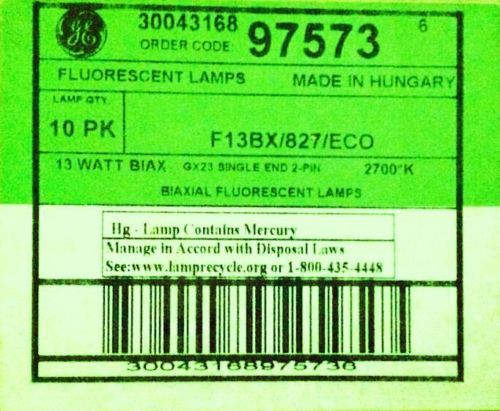 GE
30043168
ORDER CODE 97573 6
FLUORESCENT LAMPS MADE IN HUNGARY
LAMP QTY.
10 PK F13BX/827/ECO
13 WATT BIAX GX23 SINGLE END 2-PIN 2700°K
BIAXIAL FLUORESCENT LAMPS
Hg - Lamp Contains Mercury
Manage in Accord with Disposal Laws
See:www.lamprecycle.org or 1-800-435-4448
30043168975736